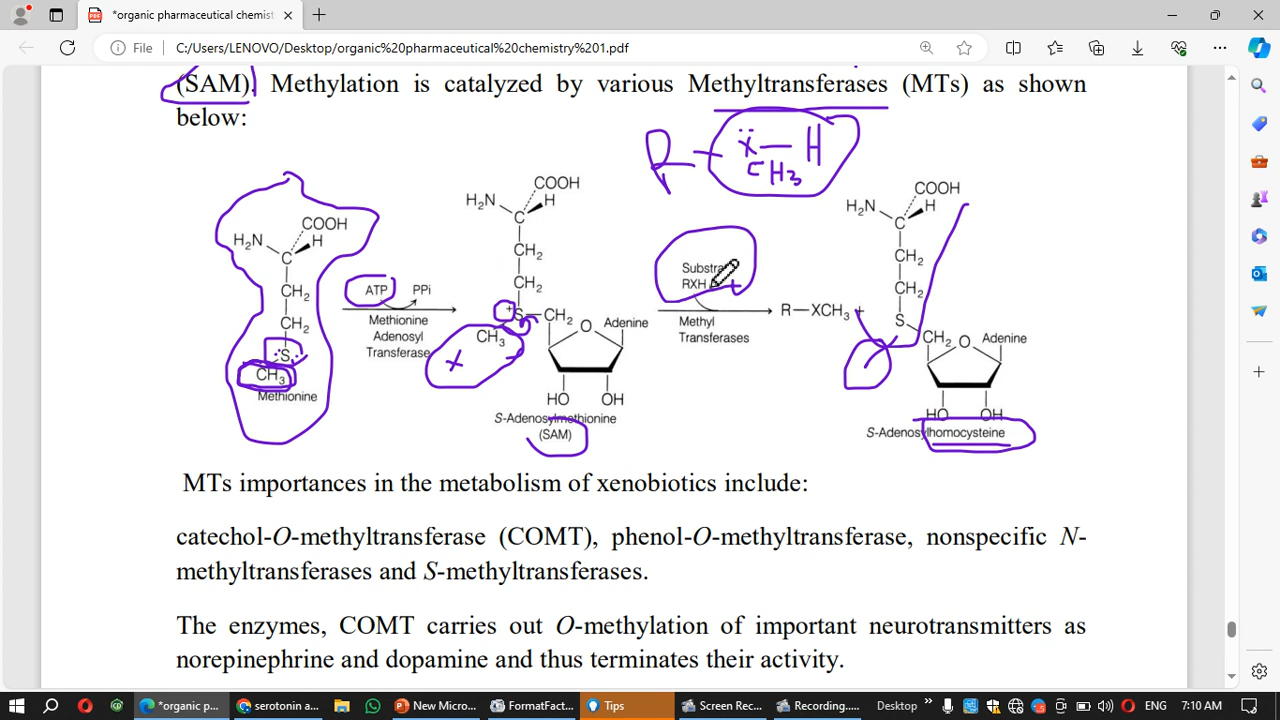 *organic pharmaceutical chemist
File C:/Users/LENOVO/Desktop/organic%20pharmaceutical%20chemistry%201.pdf
(SAM). Methylation is catalyzed by various Methyltransferases (MTs) as shown
below:
R - Ẍ - H
CH3
COOH
H2N
H
C
CH2
CH2
S
CH3
Methionine
ATP
PPi
Methionine
Adenosyl
Transferase
COOH
H2N
H
C
CH2
CH2
+S
CH2
CH3
O
Adenine
HO
OH
S-Adenosylmethionine
(SAM)
Substra
RXH
Methyl
Transferases
R—XCH3 +
COOH
H2N
H
C
CH2
CH2
S
CH2
O
Adenine
HO
OH
S-Adenosylhomocysteine
MTs importances in the metabolism of xenobiotics include:
catechol-O-methyltransferase (COMT), phenol-O-methyltransferase, nonspecific N-
methyltransferases and S-methyltransferases.
The enzymes, COMT carries out O-methylation of important neurotransmitters as
norepinephrine and dopamine and thus terminates their activity.
*organic p...
serotonin a...
New Micro...
FormatFact...
Tips
Screen Rec...
Recording....
Desktop
ENG
7:10 AM